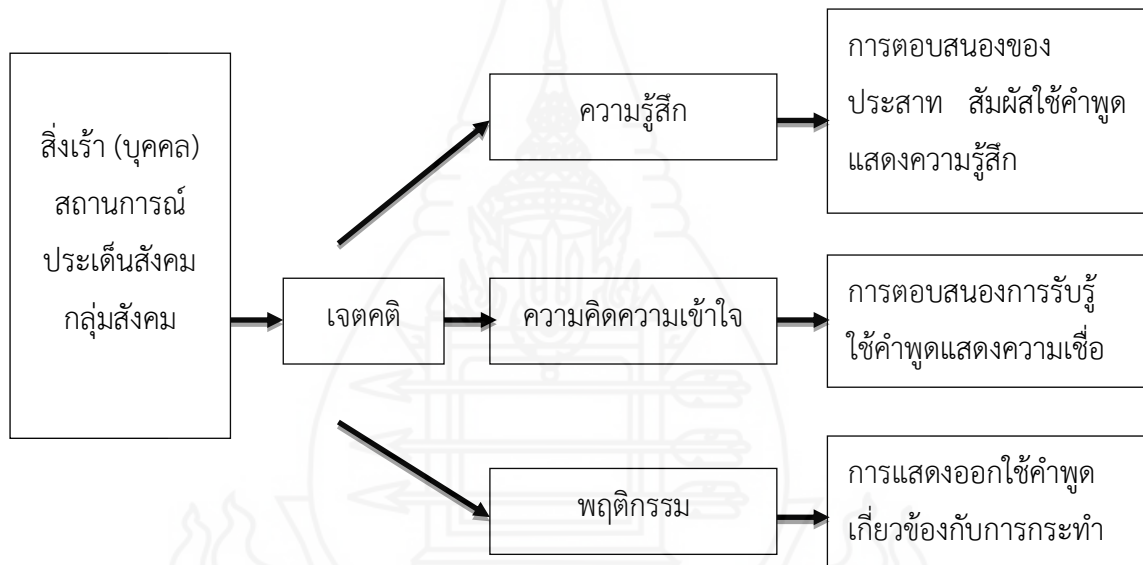 สิ่งเร้า (บุคคล)
สถานการณ์
ประเด็นสังคม
กลุ่มสังคม
เจตคติ
ความรู้สึก
การตอบสนองของ
ประสาท สัมผัสใช้คำพูด
แสดงความรู้สึก
ความคิดความเข้าใจ
การตอบสนองการรับรู้
ใช้คำพูดแสดงความเชื่อ
พฤติกรรม
การแสดงออกใช้คำพูด
เกี่ยวข้องกับการกระทำ